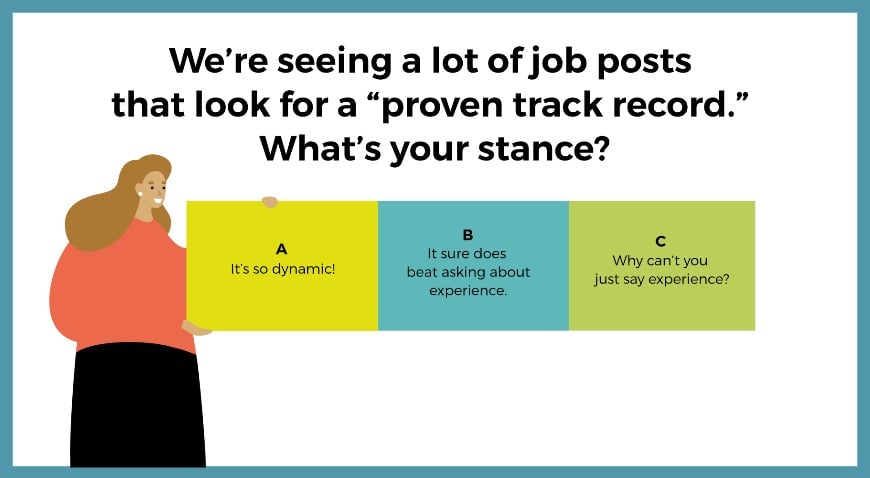 We’re seeing a lot of job posts
that look for a “proven track record.”
What’s your stance?
A
It’s so dynamic!
B
It sure does
beat asking about
experience.
C
Why can’t you
just say experience?